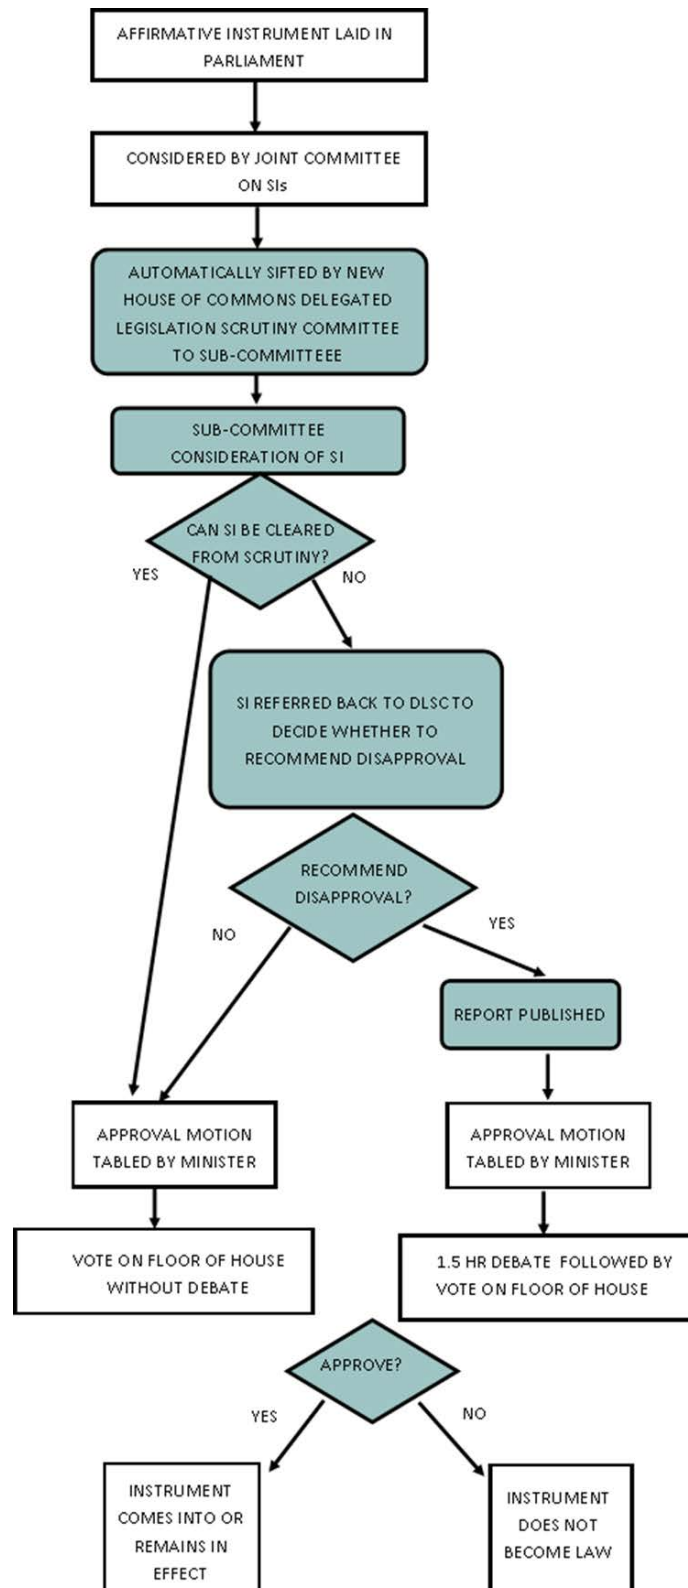 AFFIRMATIVE INSTRUMENT LAID IN
PARLIAMENT
CONSIDERED BY JOINT COMMITTEE
ON SIs
AUTOMATICALLY SIFTED BY NEW
HOUSE OF COMMONS DELEGATED
LEGISLATION SCRUTINY COMMITTEE
TO SUB-COMMITTEEE
SUB-COMMITTEE
CONSIDERATION OF SI
CAN SI BE CLEARED
FROM SCRUTINY?
YES
NO
SI REFERRED BACK TO DLSC TO
DECIDE WHETHER TO
RECOMMEND DISAPPROVAL
RECOMMEND
DISAPPROVAL?
NO
YES
REPORT PUBLISHED
APPROVAL MOTION
TABLED BY MINISTER
APPROVAL MOTION
TABLED BY MINISTER
VOTE ON FLOOR OF HOUSE
WITHOUT DEBATE
1.5 HR DEBATE FOLLOWED BY
VOTE ON FLOOR OF HOUSE
APPROVE?
YES
NO
INSTRUMENT
COMES INTO OR
REMAINS IN
EFFECT
INSTRUMENT
DOES NOT
BECOME LAW